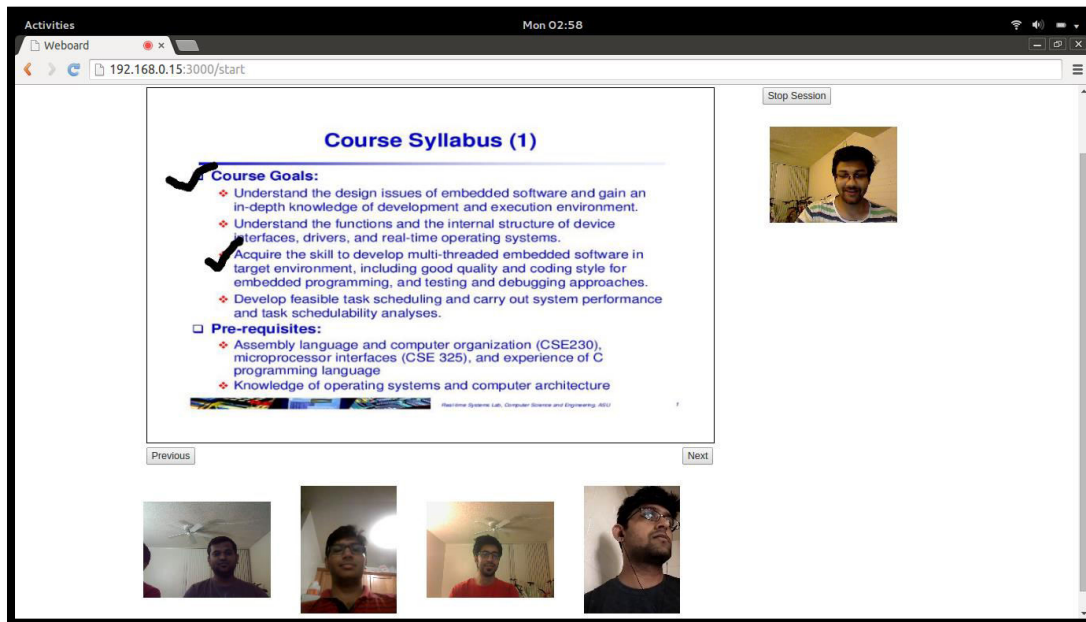 Activities
Mon 02:58
Weboard
192.168.0.15:3000/start
Stop Session
Course Syllabus (1)
Course Goals:
Understand the design issues of embedded software and gain an
in-depth knowledge of development and execution environment.
Understand the functions and the internal structure of device
interfaces, drivers, and real-time operating systems.
Acquire the skill to develop multi-threaded embedded software in
target environment, including good quality and coding style for
embedded programming, and testing and debugging approaches.
Develop feasible task scheduling and carry out system performance
and task schedulability analyses.
Pre-requisites:
Assembly language and computer organization (CSE230),
microprocessor interfaces (CSE 325), and experience of C
programming language
Knowledge of operating systems and computer architecture
Real-time Systems Lab, Computer Science and Engineering, ASU
1
Previous
Next